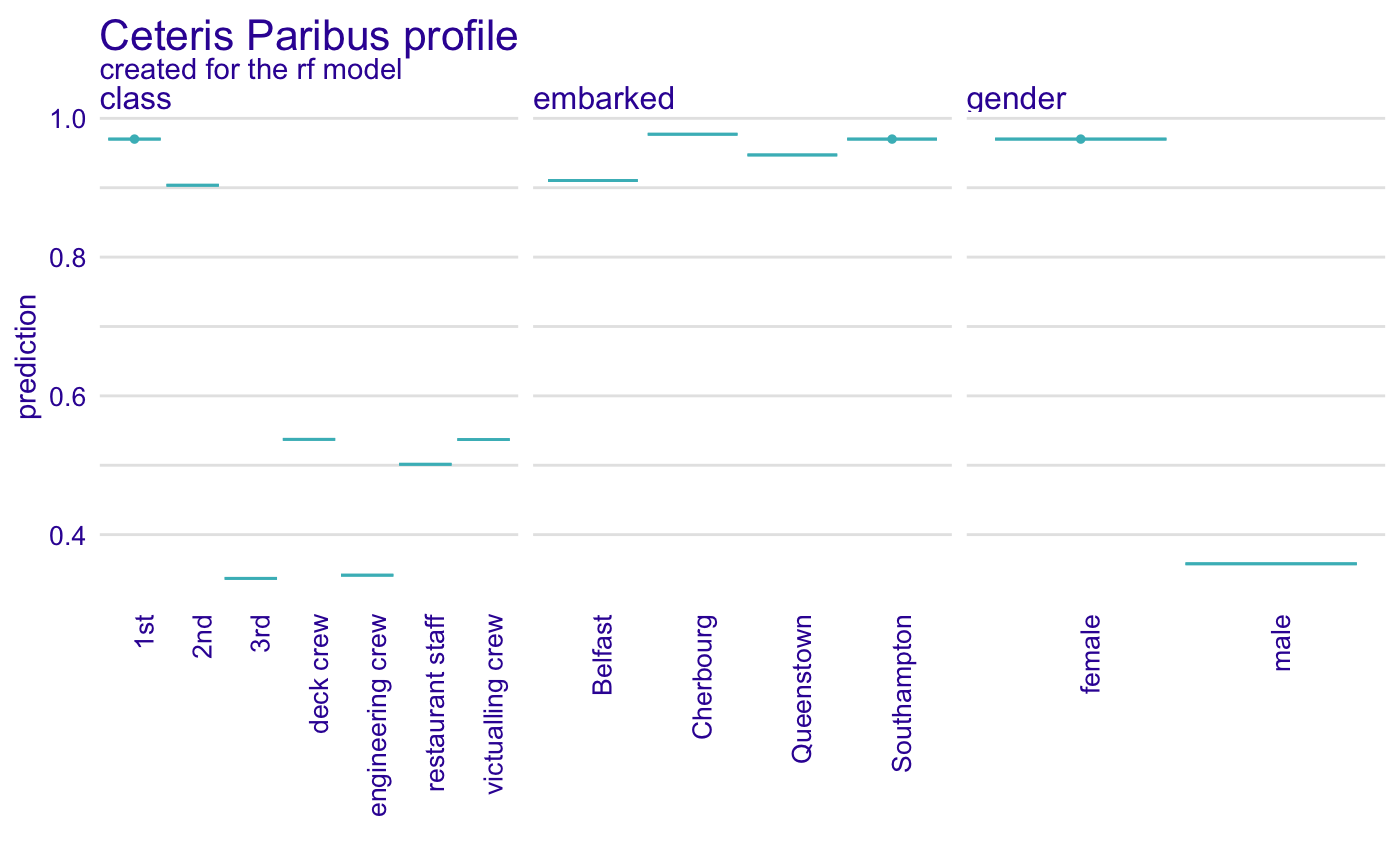 Ceteris Paribus profile
created for the rf model
class
embarked
gender
prediction
1.0
0.8
0.6
0.4
1st
2nd
3rd
deck crew
engineering crew
restaurant staff
victualling crew
Belfast
Cherbourg
Queenstown
Southampton
female
male